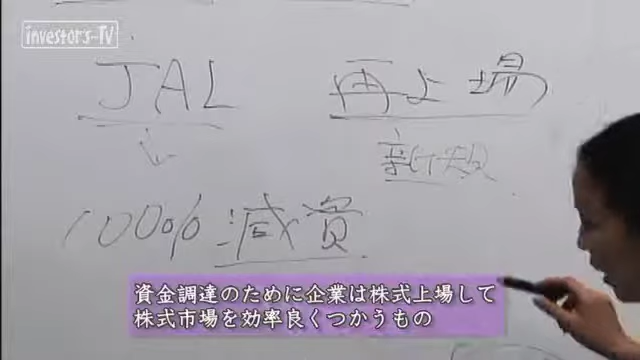 investor's-TV
JAL
再上場
新株
100%減資
資金調達のために企業は株式上場して
株式市場を効率良くつかうもの